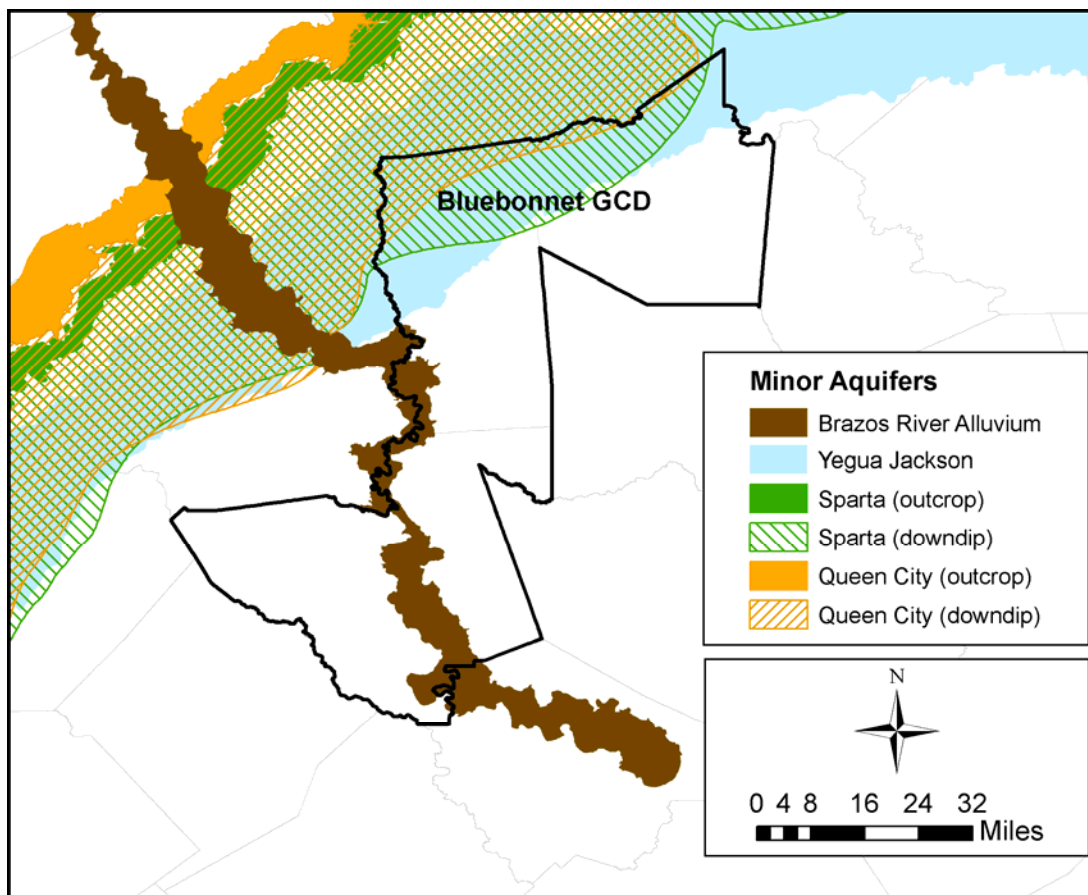 Bluebonnet GCD
Minor Aquifers
Brazos River Alluvium
Yegua Jackson
Sparta (outcrop)
Sparta (downdip)
Queen City (outcrop)
Queen City (downdip)
N
0 4 8 16 24 32
Miles